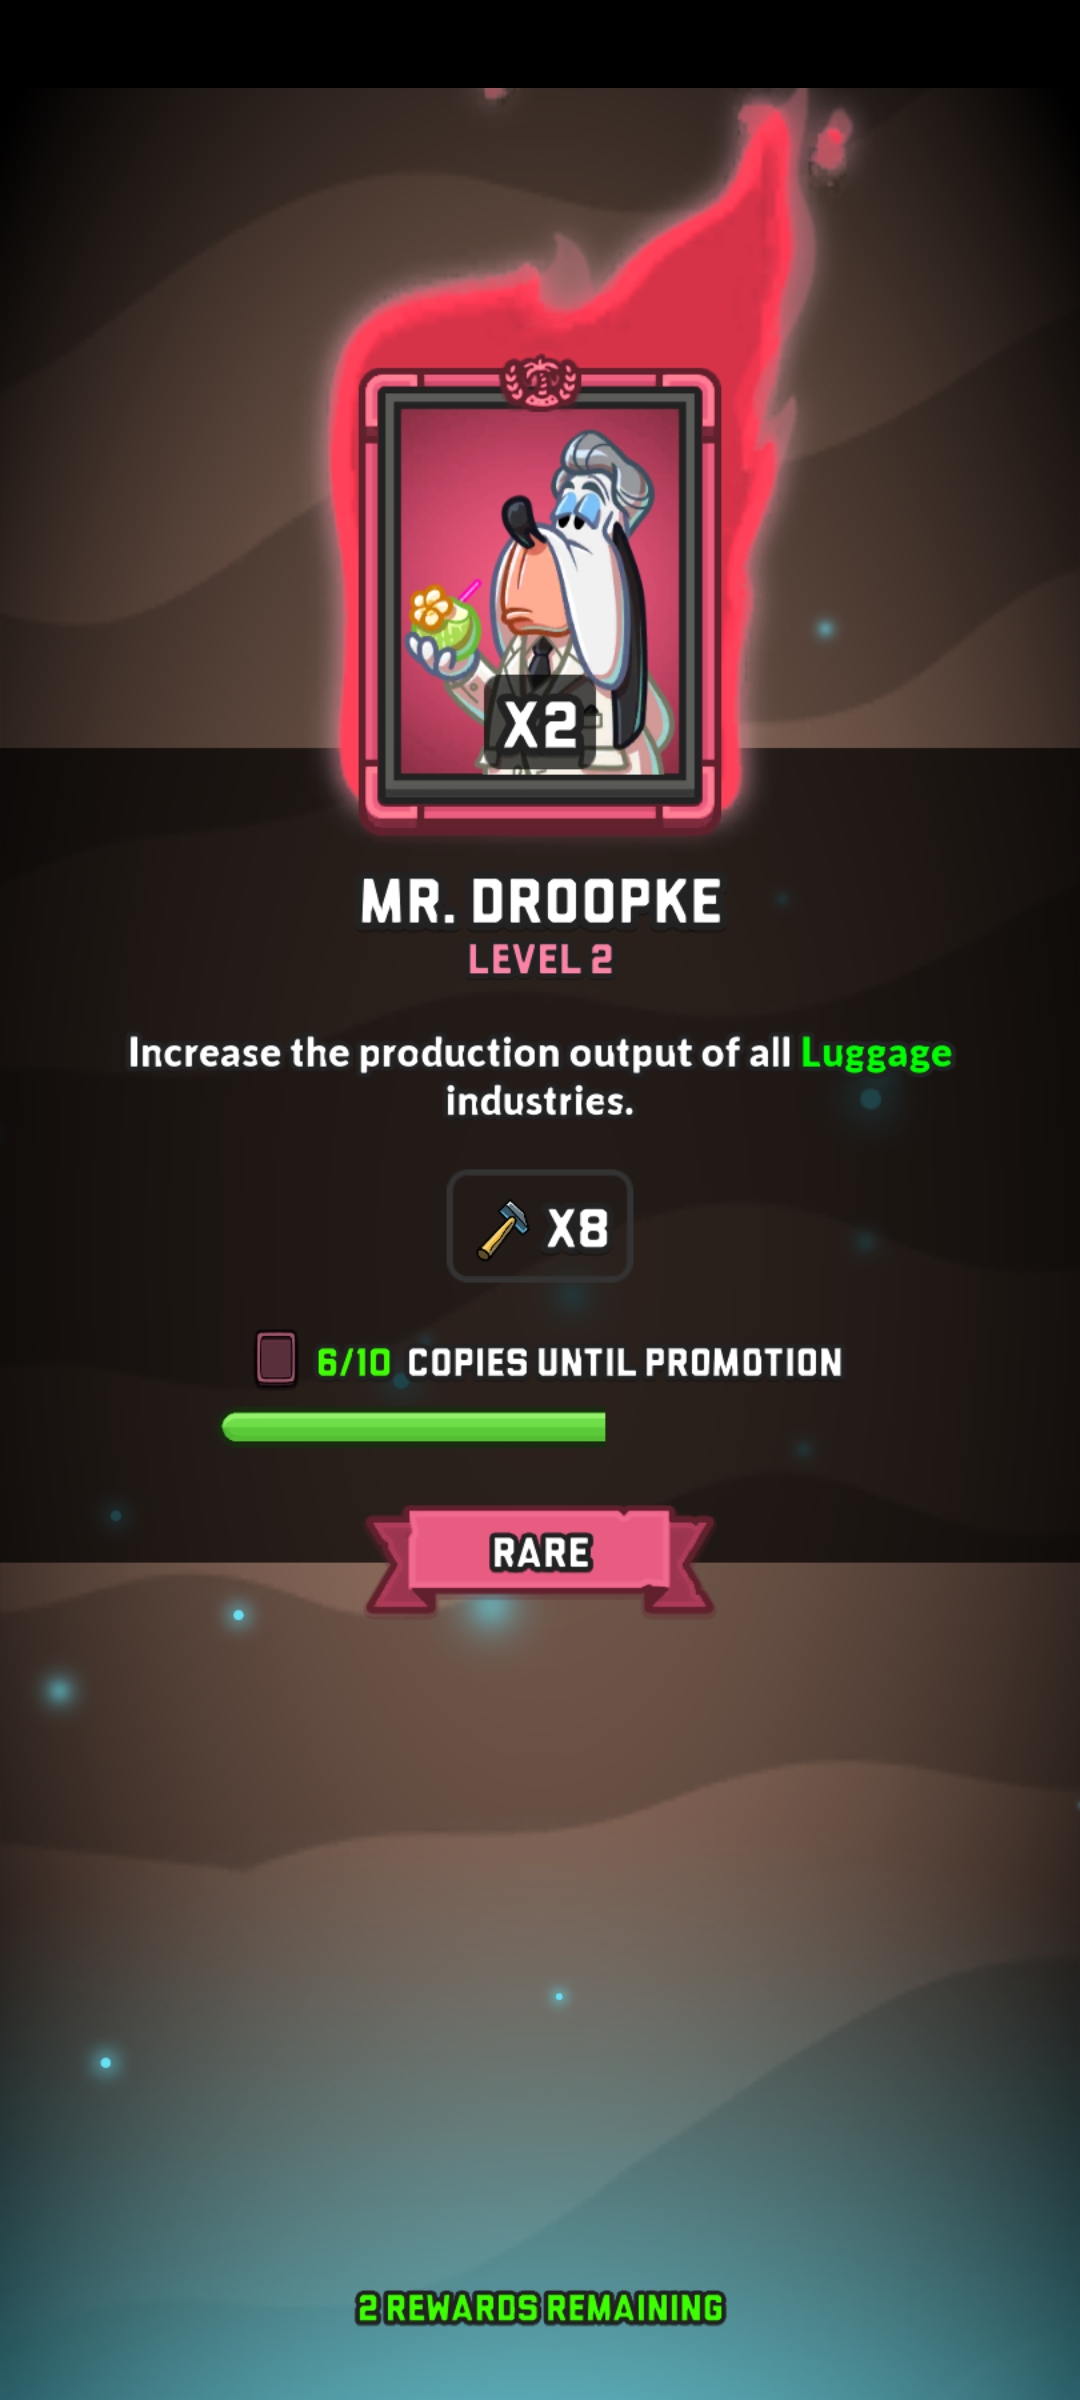 X2
MR. DROOPKE
LEVEL 2
Increase the production output of all Luggage
industries.
X8
6/10 COPIES UNTIL PROMOTION
RARE
2 REWARDS REMAINING